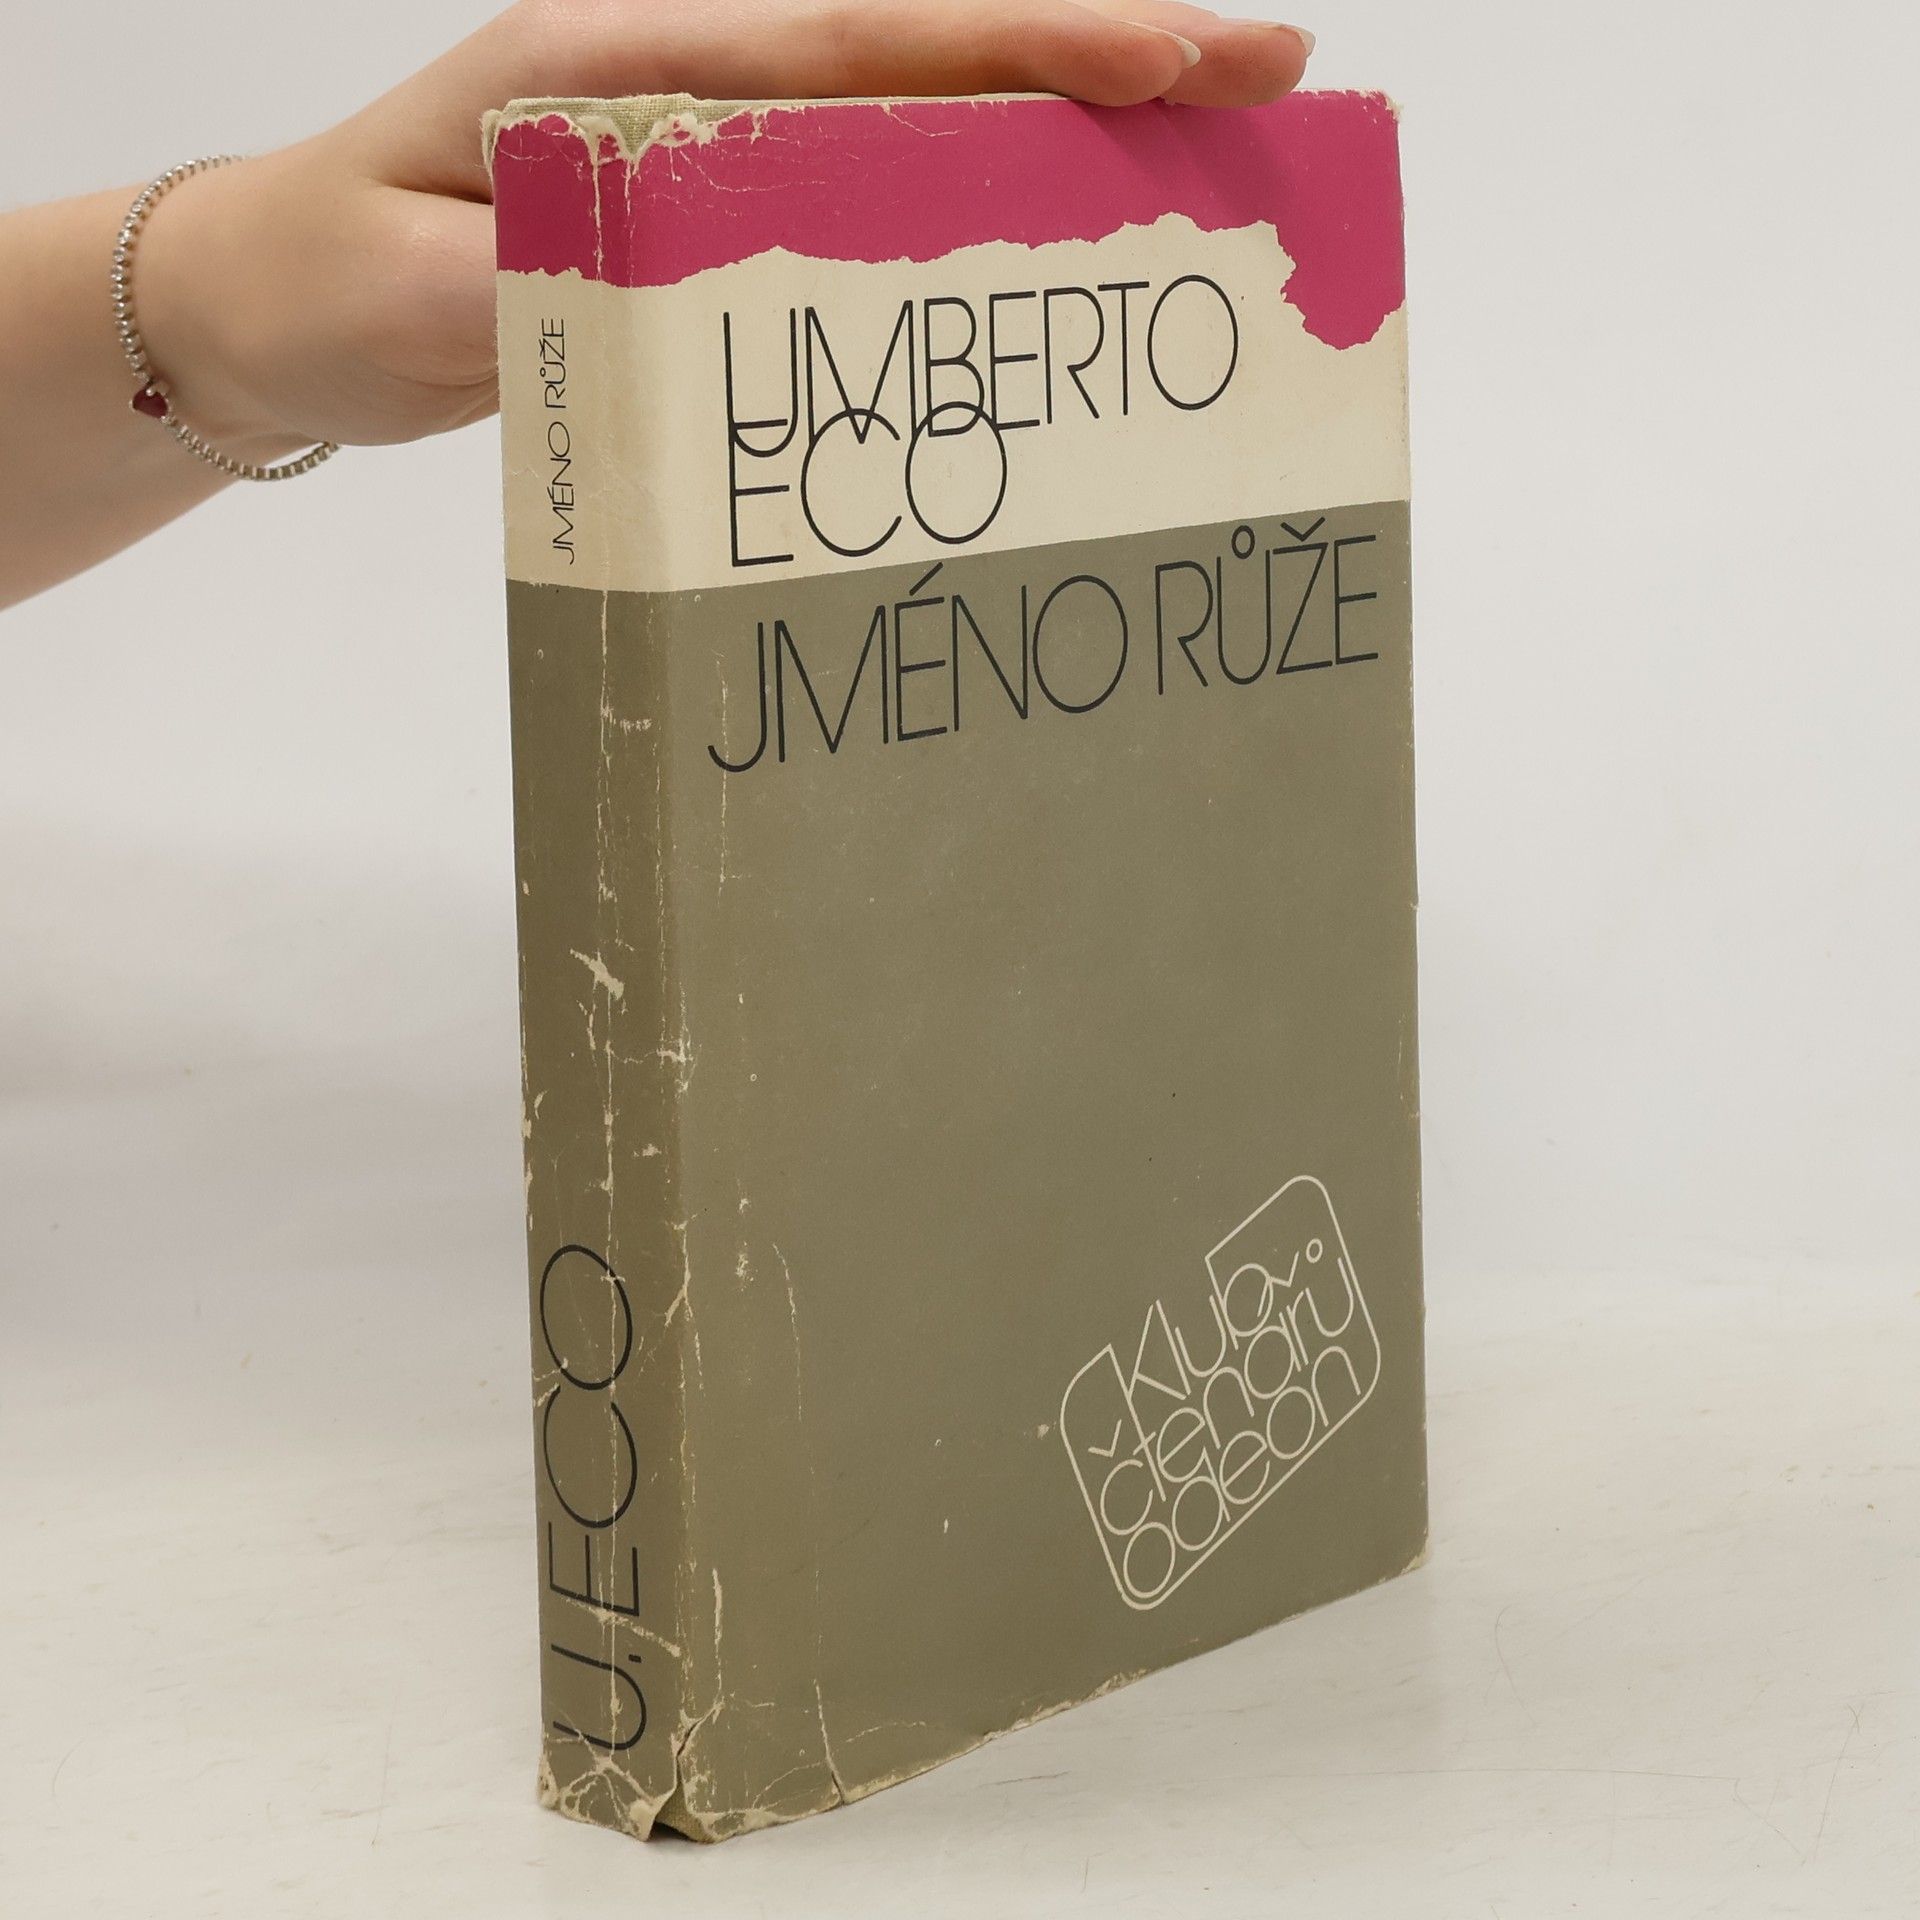 UMBERTO
ECO
JMÉNO RŮŽE
klub
čtenářů
odeon
JMÉNO RŮŽE
U. ECO